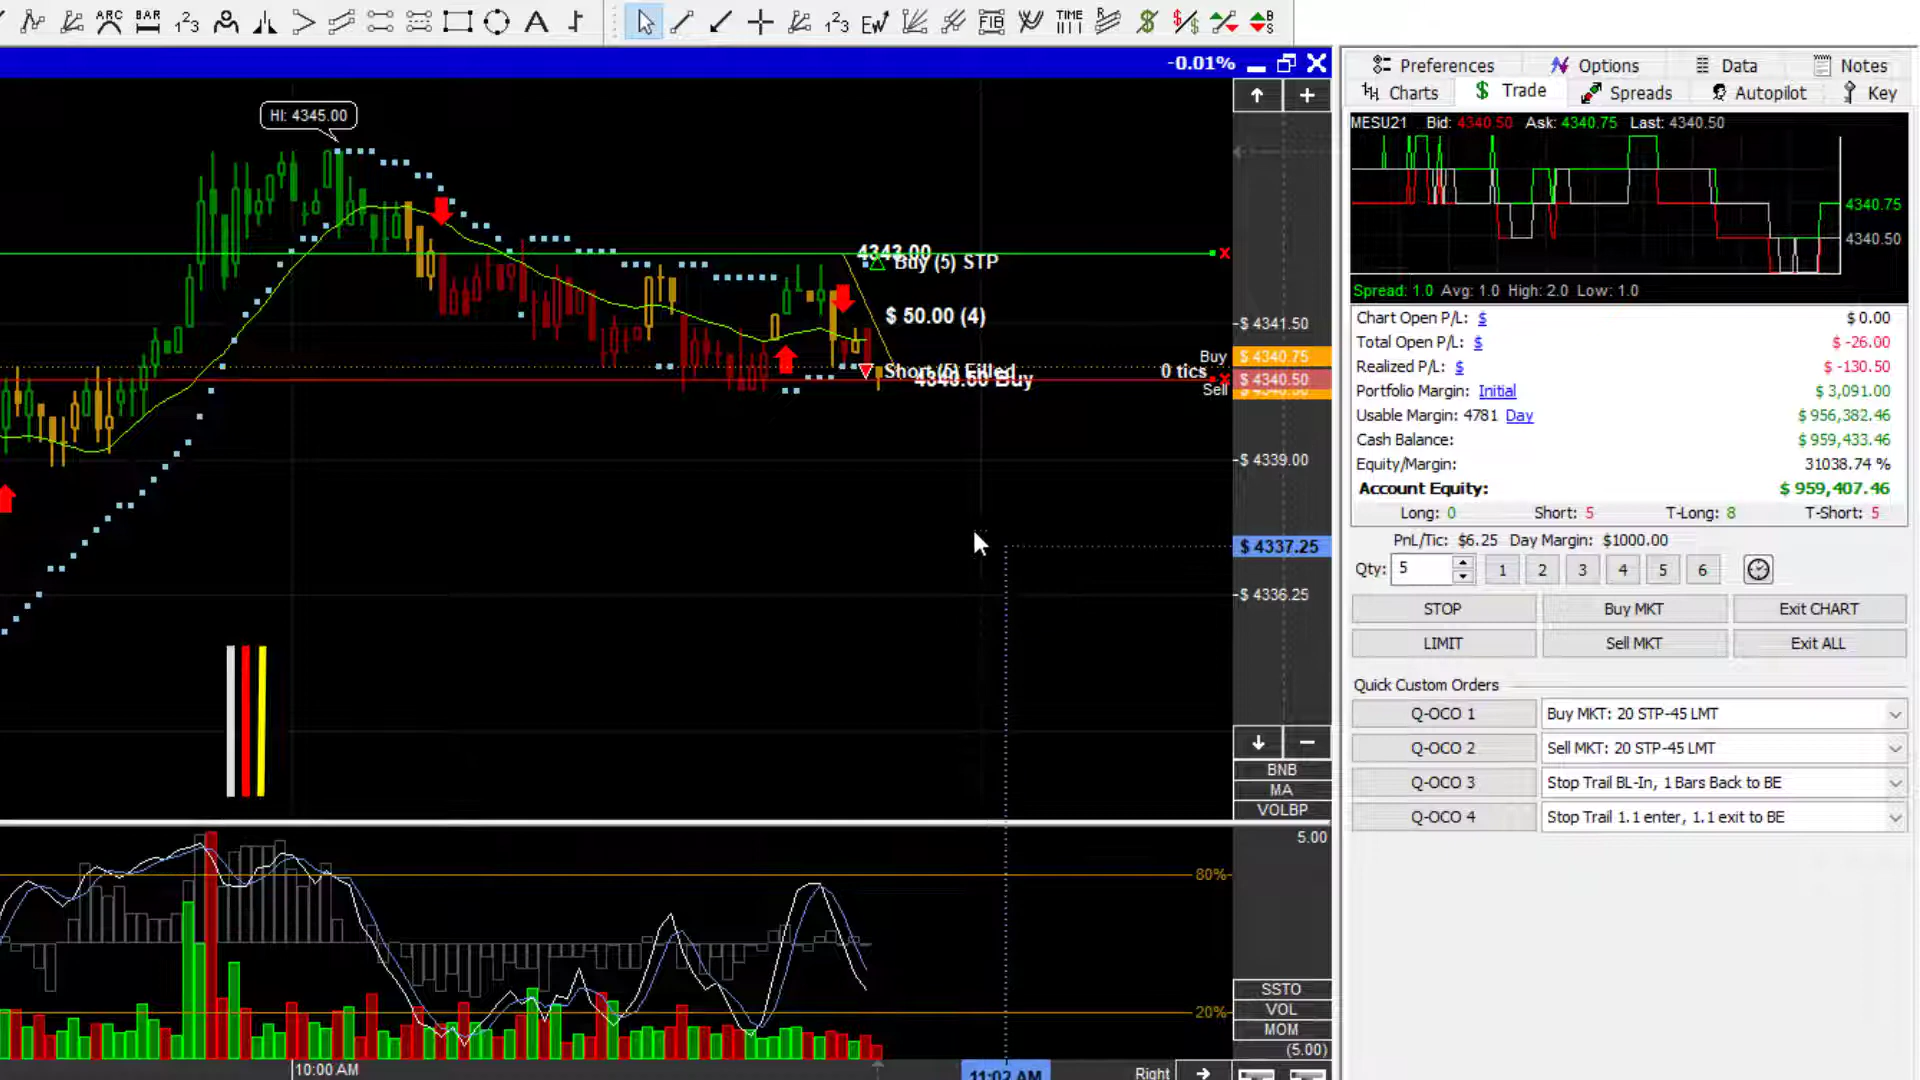 ARC
BAR
123
A
123
EW
FIB
TIME
-0.01%
Preferences
Options
Data
Notes
Charts
$ Trade
Spreads
Autopilot
Key
HI: 4345.00
4343.00
Buy (5) STP
$ 50.00 (4)
Short (5) Filled
0 tics
Buy
Sell
$ 4341.50
$ 4340.75
$ 4340.50
$ 4339.00
$ 4337.25
$ 4336.25
BNB
MA
VOLBP
5.00
80%
20%
SSTO
VOL
MOM
(5.00)
10:00 AM
11:02 AM
Right
MESU21 Bid: 4340.50 Ask: 4340.75 Last: 4340.50
4340.75
4340.50
Spread: 1.0 Avg: 1.0 High: 2.0 Low: 1.0
Chart Open P/L: $ $ 0.00
Total Open P/L: $ $ -26.00
Realized P/L: $ $ -130.50
Portfolio Margin: Initial $ 3,091.00
Usable Margin: 4781 Day $ 956,382.46
Cash Balance: $ 959,433.46
Equity/Margin: 31038.74 %
Account Equity: $ 959,407.46
Long: 0 Short: 5 T-Long: 8 T-Short: 5
PnL/Tic: $6.25 Day Margin: $1000.00
Qty: 5 1 2 3 4 5 6
STOP Buy MKT Exit CHART
LIMIT Sell MKT Exit ALL
Quick Custom Orders
Q-OCO 1 Buy MKT: 20 STP-45 LMT
Q-OCO 2 Sell MKT: 20 STP-45 LMT
Q-OCO 3 Stop Trail BL-In, 1 Bars Back to BE
Q-OCO 4 Stop Trail 1.1 enter, 1.1 exit to BE